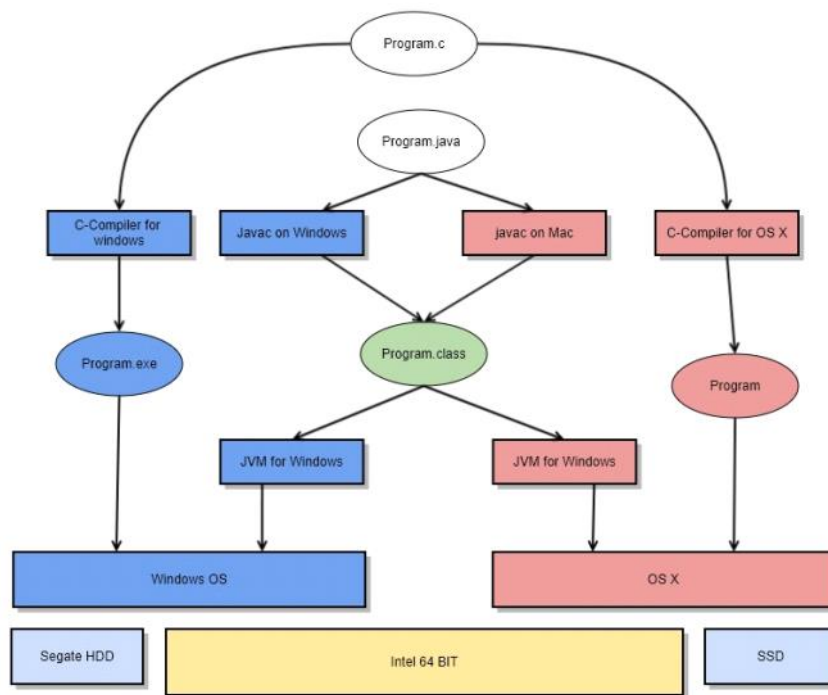 Program.c
Program.java
C-Compiler for
windows
Javac on Windows
javac on Mac
C-Compiler for OS X
Program.exe
Program.class
Program
JVM for Windows
JVM for Windows
Windows OS
OS X
Segate HDD
Intel 64 BIT
SSD